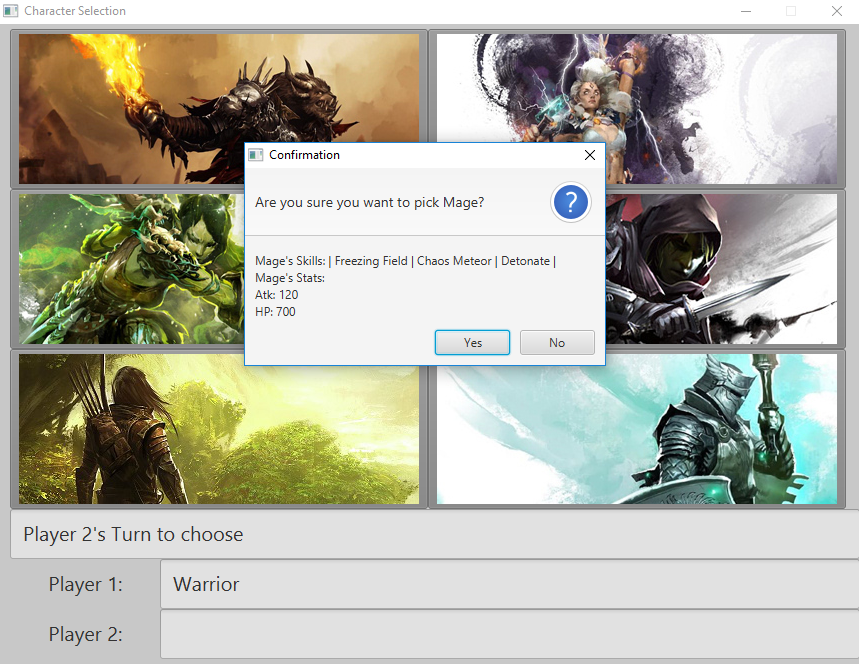 Character Selection
Confirmation
Are you sure you want to pick Mage?
?
Mage's Skills: | Freezing Field | Chaos Meteor | Detonate |
Mage's Stats:
Atk: 120
HP: 700
Yes
No
Player 2's Turn to choose
Player 1:
Warrior
Player 2: